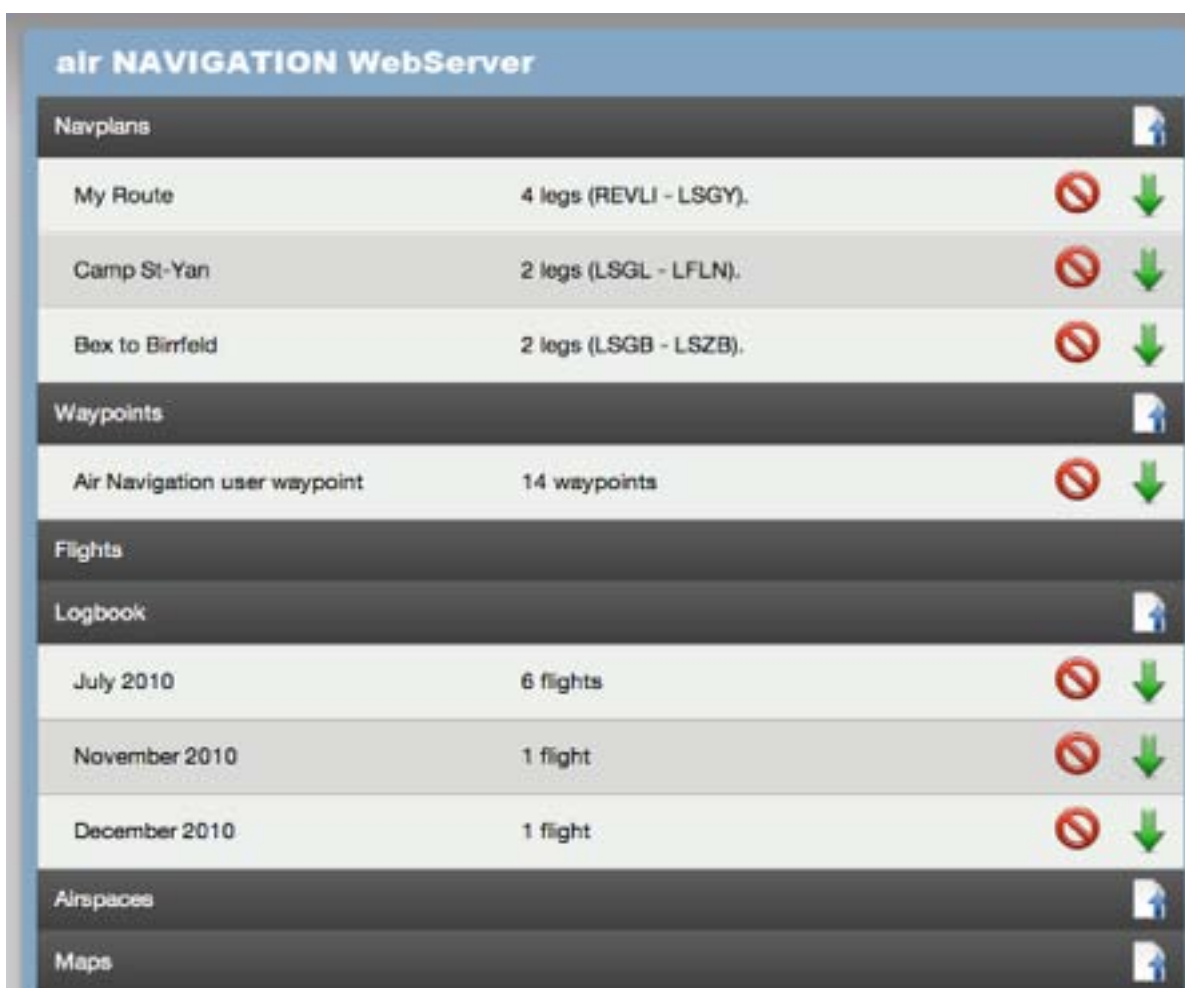 air NAVIGATION WebServer
Navplans
My Route 4 legs (REVLI - LSGY).
Camp St-Yan 2 legs (LSGL - LFLN).
Bex to Birrfeld 2 legs (LSGB - LSZB).
Waypoints
Air Navigation user waypoint 14 waypoints
Flights
Logbook
July 2010 6 flights
November 2010 1 flight
December 2010 1 flight
Airspaces
Maps